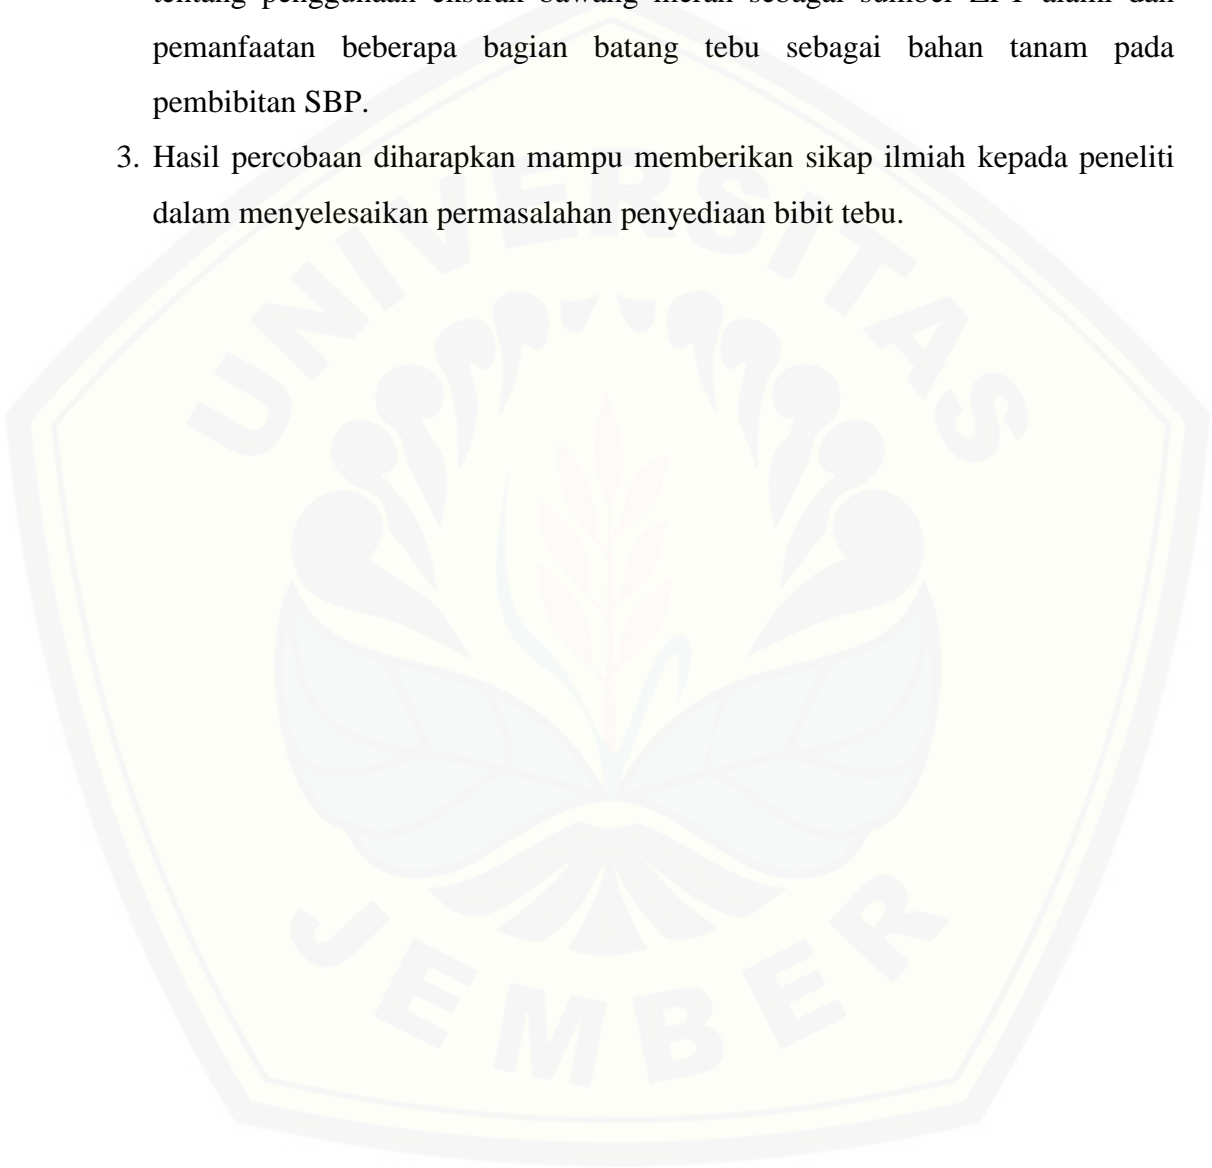 tentang penggunaan ekstrak bawang merah sebagai sumber ZPT alami dan
pemanfaatan beberapa bagian batang tebu sebagai bahan tanam pada
pembibitan SBP.
3. Hasil percobaan diharapkan mampu memberikan sikap ilmiah kepada peneliti
dalam menyelesaikan permasalahan penyediaan bibit tebu.
UNIVERSITAS
JEMBER